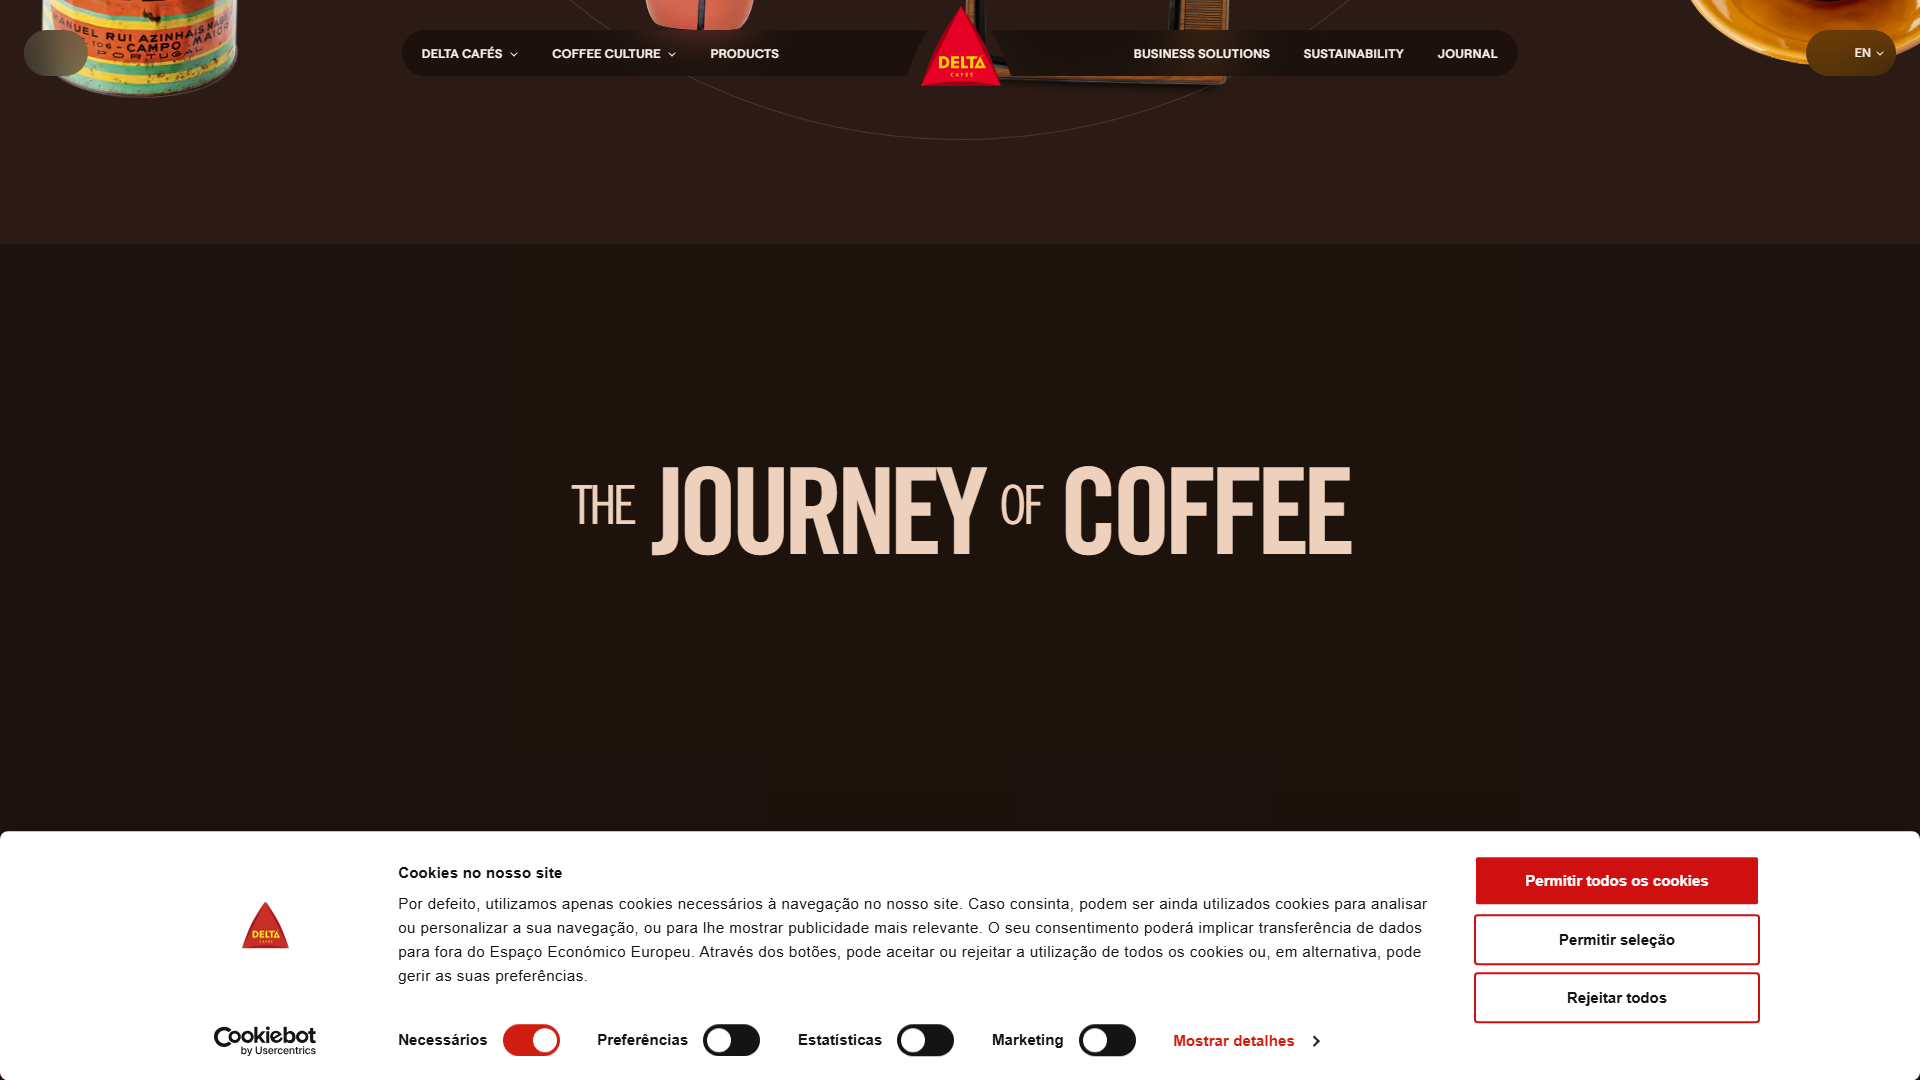 MANUEL RUI AZINHAIS NABEIRO
106 - CAMPO MAIOR
PORTUGAL
DELTA CAFÉS
COFFEE CULTURE
PRODUCTS
DELTA
CAFÉS
BUSINESS SOLUTIONS
SUSTAINABILITY
JOURNAL
EN
THE JOURNEY OF COFFEE
Cookies no nosso site
Por defeito, utilizamos apenas cookies necessários à navegação no nosso site. Caso consinta, podem ser ainda utilizados cookies para analisar
ou personalizar a sua navegação, ou para lhe mostrar publicidade mais relevante. O seu consentimento poderá implicar transferência de dados
para fora do Espaço Económico Europeu. Através dos botões, pode aceitar ou rejeitar a utilização de todos os cookies ou, em alternativa, pode
gerir as suas preferências.
DELTA
CAFÉS
Cookiebot
by Usercentrics
Necessários
Preferências
Estatísticas
Marketing
Mostrar detalhes
Permitir todos os cookies
Permitir seleção
Rejeitar todos